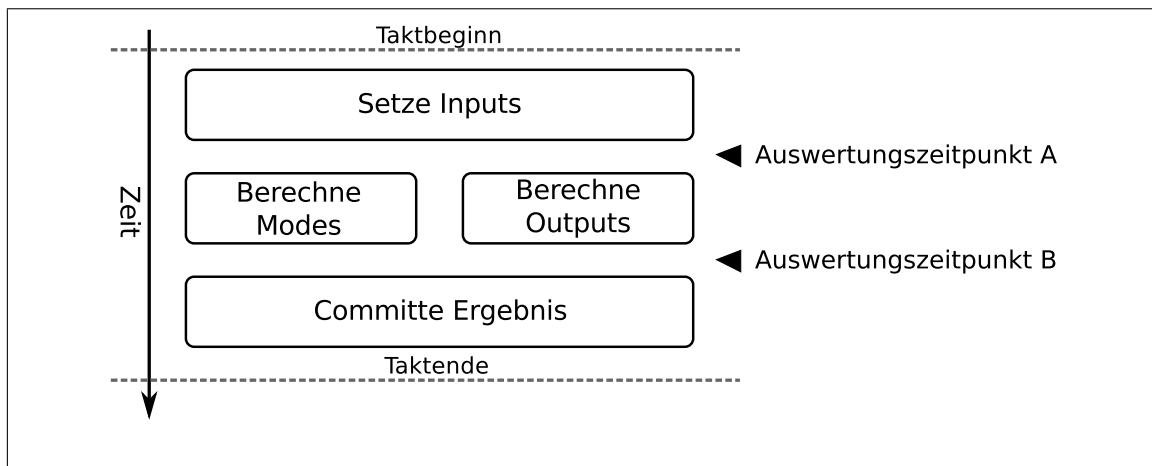 Taktbeginn
Setze Inputs
Auswertungszeitpunkt A
Zeit
Berechne
Modes
Berechne
Outputs
Auswertungszeitpunkt B
Committe Ergebnis
Taktende